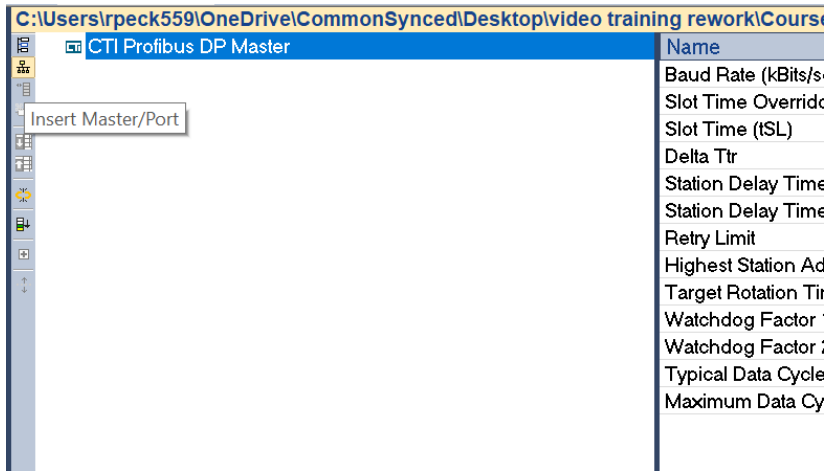 C:\Users\rpeck559\OneDrive\CommonSynced\Desktop\video training rework\Course
CTI Profibus DP Master
Insert Master/Port
Name
Baud Rate (kBits/s
Slot Time Overrid
Slot Time (tSL)
Delta Ttr
Station Delay Time
Station Delay Time
Retry Limit
Highest Station Ad
Target Rotation Ti
Watchdog Factor 1
Watchdog Factor 2
Typical Data Cycle
Maximum Data Cy